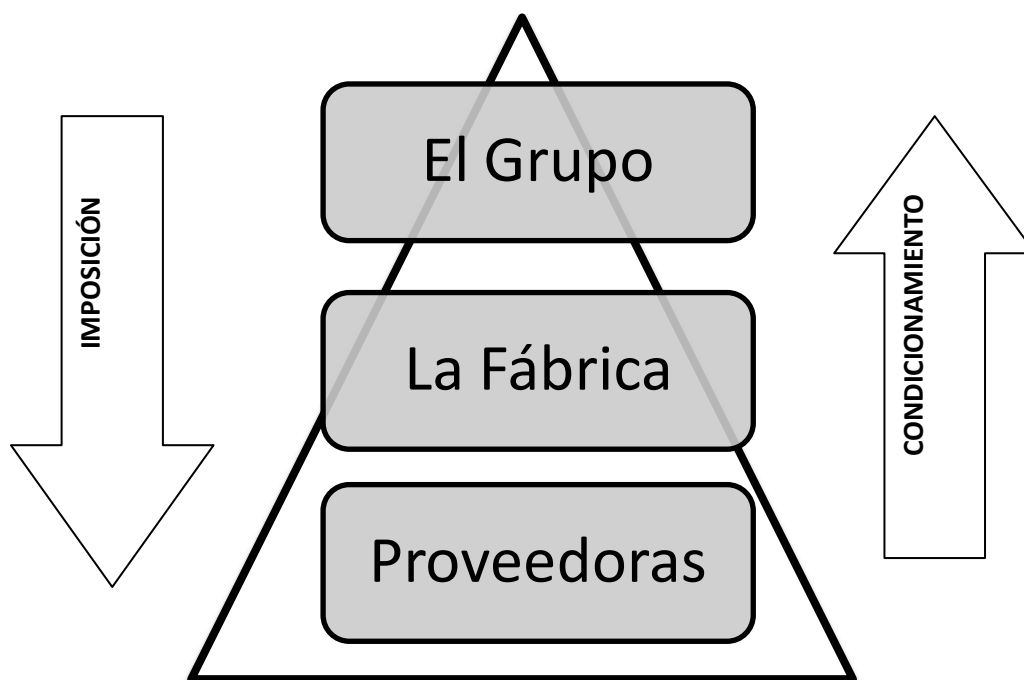 El Grupo
IMPOSICIÓN
CONDICIONAMIENTO
La Fábrica
Proveedoras